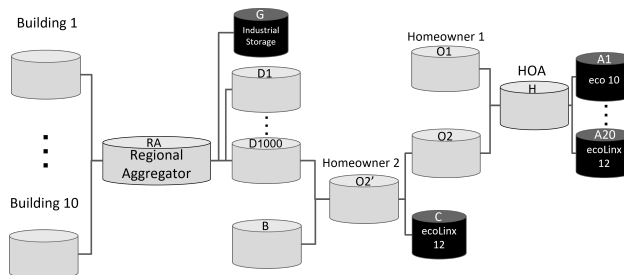 Building 1
Building 10
RA
Regional
Aggregator
G
Industrial
Storage
D1
D1000
B
Homeowner 2
O2'
C
ecoLinx
12
Homeowner 1
O1
O2
HOA
H
A1
eco 10
A20
ecoLinx
12